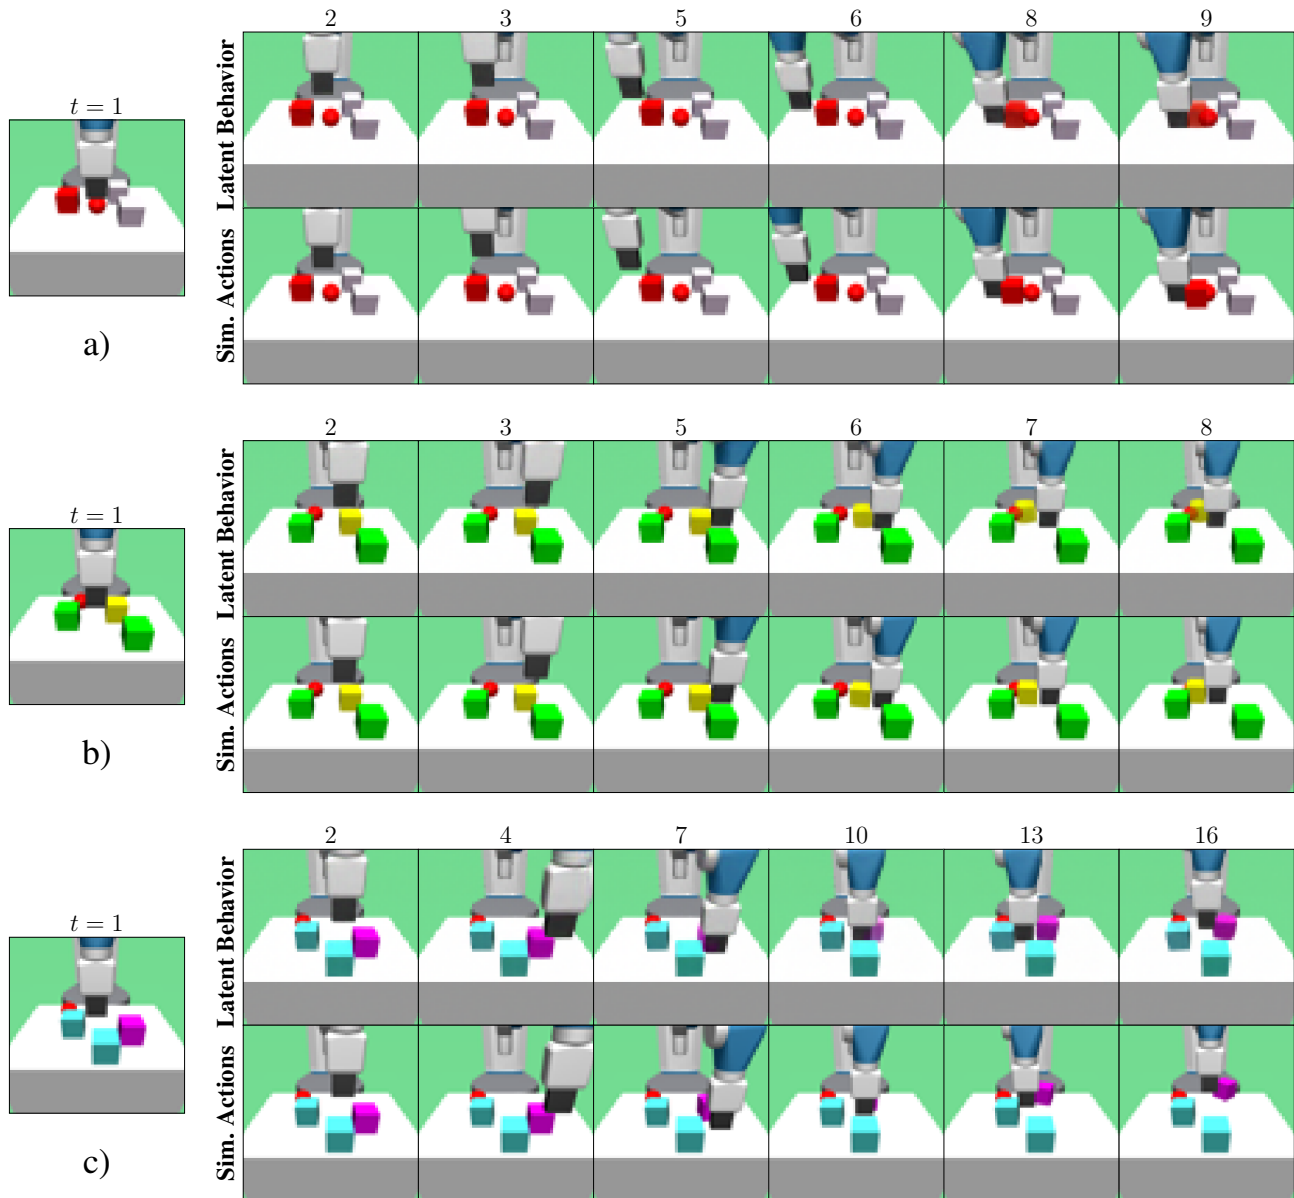 2 3 5 6 8 9
t = 1
Latent Behavior
Sim. Actions
a)
2 3 5 6 7 8
t = 1
Latent Behavior
Sim. Actions
b)
2 4 7 10 13 16
t = 1
Latent Behavior
Sim. Actions
c)